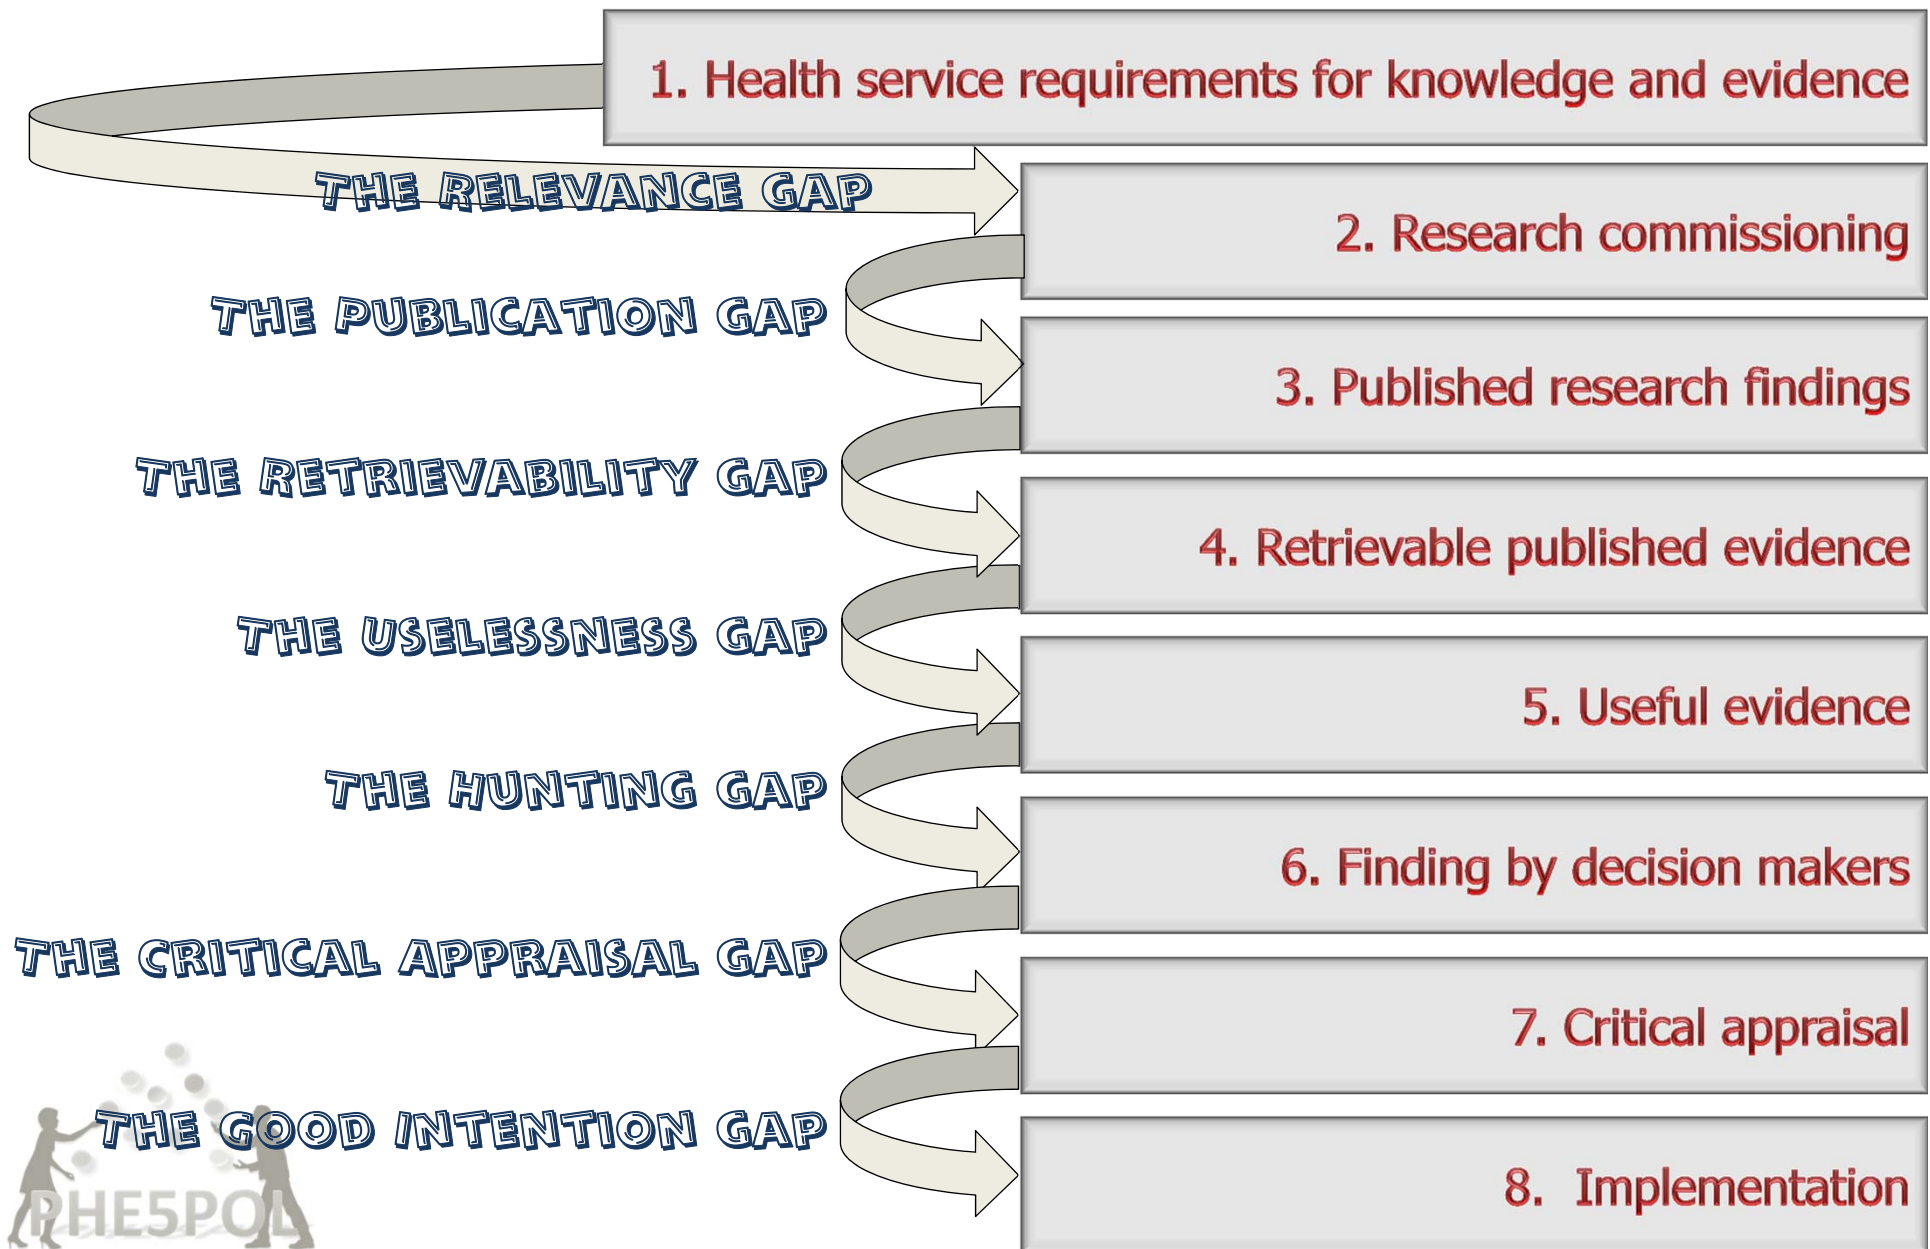 1. Health service requirements for knowledge and evidence
THE RELEVANCE GAP
2. Research commissioning
THE PUBLICATION GAP
3. Published research findings
THE RETRIEVABILITY GAP
4. Retrievable published evidence
THE USELESSNESS GAP
5. Useful evidence
THE HUNTING GAP
6. Finding by decision makers
THE CRITICAL APPRAISAL GAP
7. Critical appraisal
THE GOOD INTENTION GAP
8. Implementation
PHE5POL